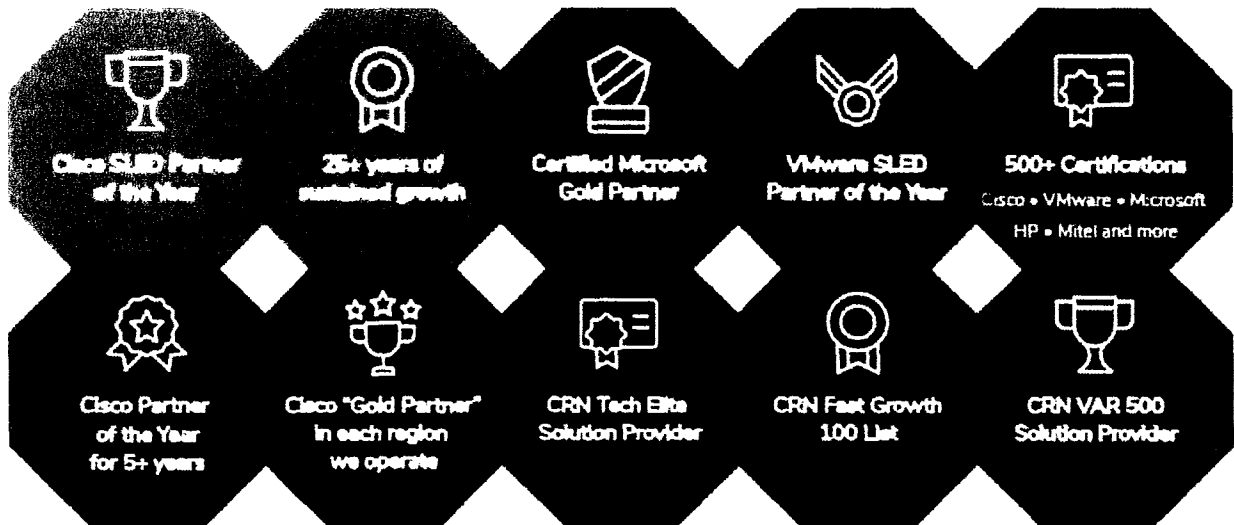 Cisco SLED Partner
of the Year
25+ years of
sustained growth
Certified Microsoft
Gold Partner
VMware SLED
Partner of the Year
500+ Certifications
Cisco • VMware • Microsoft
HP • Mitel and more
Cisco Partner
of the Year
for 5+ years
Cisco "Gold Partner"
in each region
we operate
CRN Tech Elite
Solution Provider
CRN Fast Growth
100 List
CRN VAR 500
Solution Provider